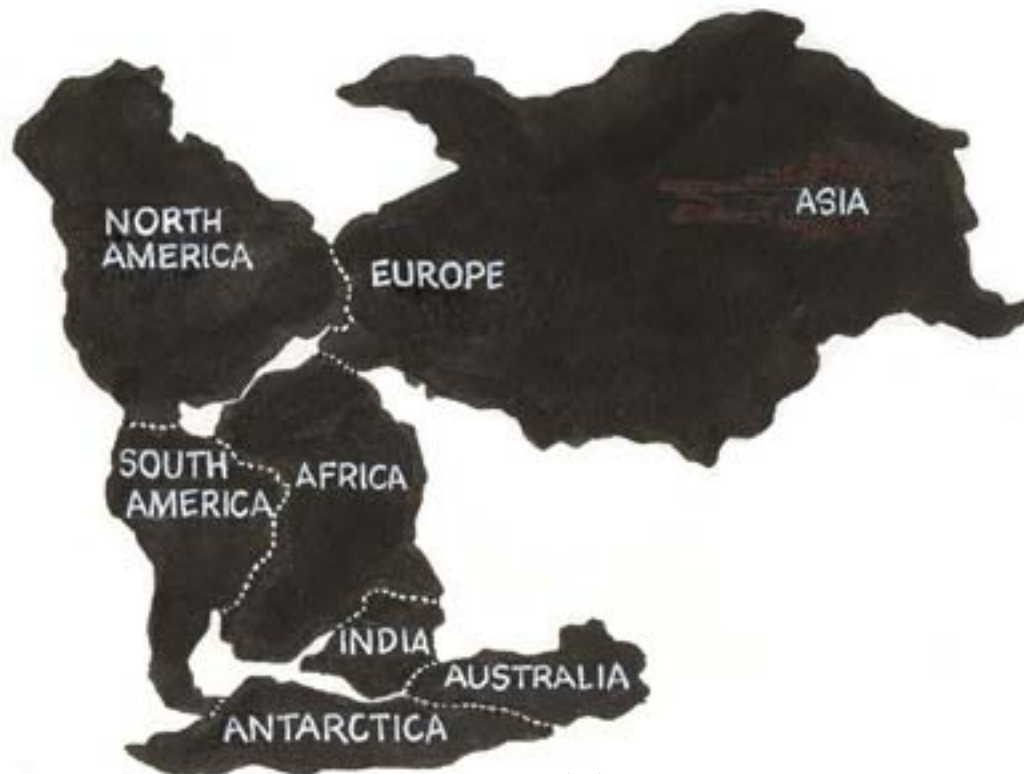 NORTH
AMERICA
EUROPE
ASIA
SOUTH
AMERICA
AFRICA
INDIA
AUSTRALIA
ANTARCTICA